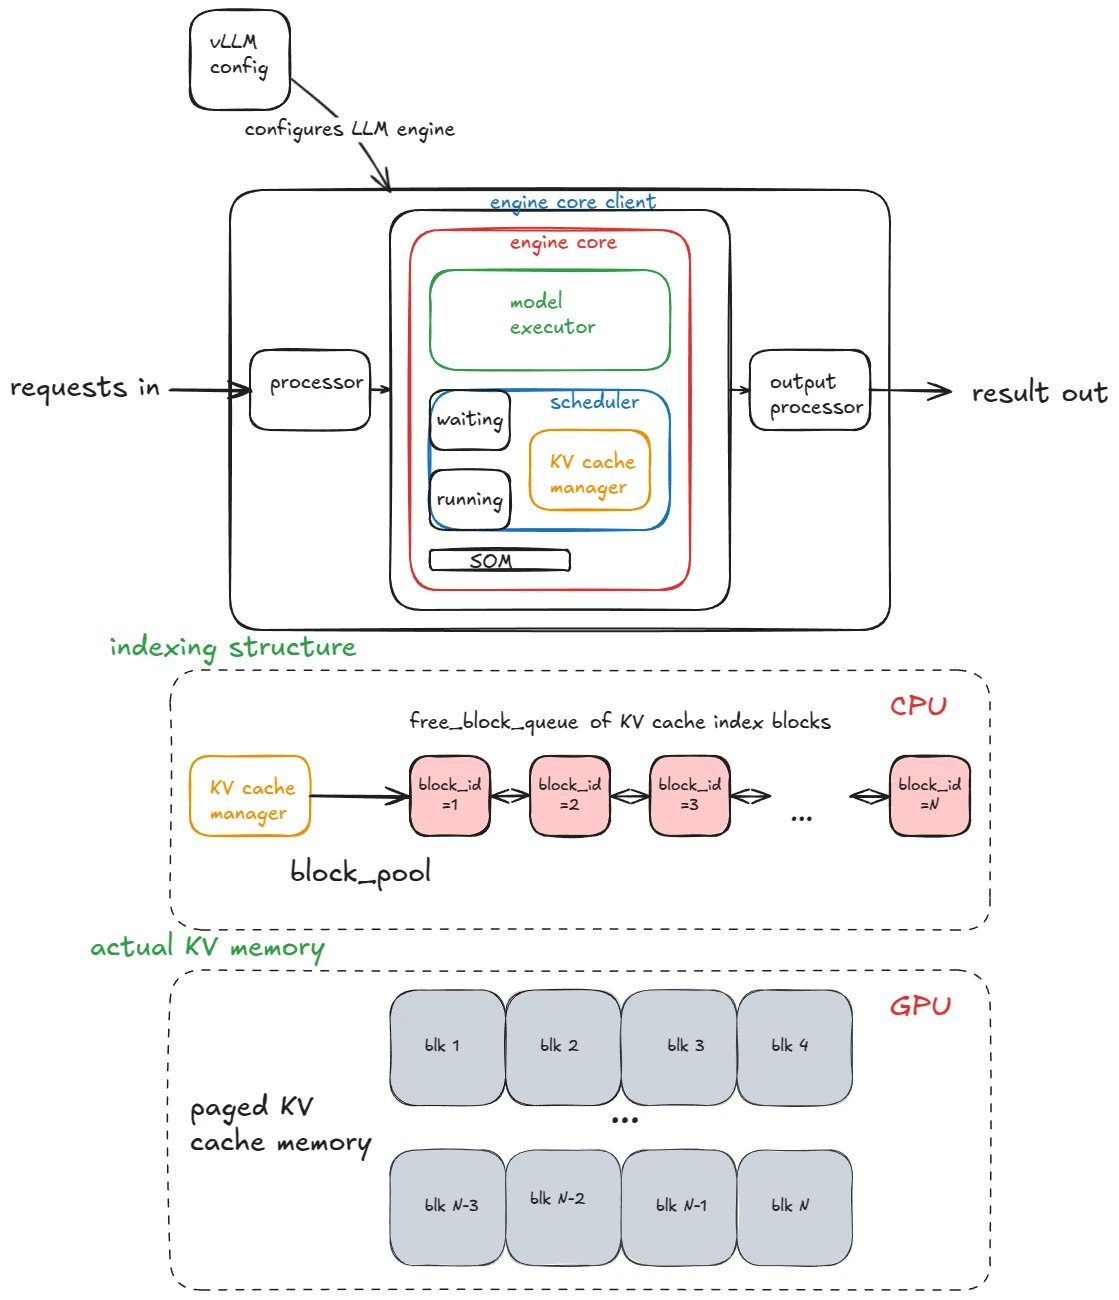 vLLM
config
configures LLM engine
engine core client
engine core
model
executor
requests in
processor
scheduler
waiting
KV cache
manager
running
SOM
output
processor
result out
indexing structure
CPU
free_block_queue of KV cache index blocks
KV cache
manager
block_id
=1
block_id
=2
block_id
=3
...
block_id
=N
block_pool
actual KV memory
GPU
blk 1
blk 2
blk 3
blk 4
...
paged KV
cache memory
blk N-3
blk N-2
blk N-1
blk N